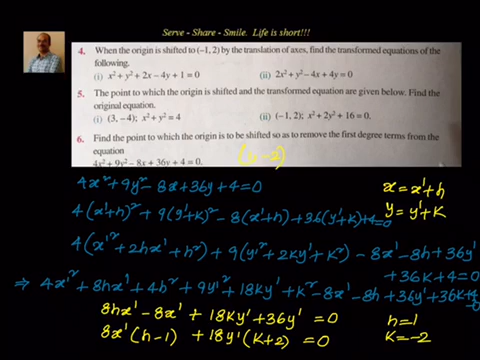 Serve - Share - Smile. Life is short!!!
4. When the origin is shifted to (−1, 2) by the translation of axes, find the transformed equations of the following.
(i) x² + y² + 2x − 4y + 1 = 0 (ii) 2x² + y² − 4x + 4y = 0
5. The point to which the origin is shifted and the transformed equation are given below. Find the original equation.
(i) (3, −4); x² + y² = 4 (ii) (−1, 2); x² + 2y² + 16 = 0.
6. Find the point to which the origin is to be shifted so as to remove the first degree terms from the equation
4x² + 9y² − 8x + 36y + 4 = 0. (1, −2)
4x² + 9y² − 8x + 36y + 4 = 0
x = x' + h
y = y' + k
4(x'+h)² + 9(y'+k)² − 8(x'+h) + 36(y'+k) + 4 = 0
4(x'² + 2hx' + h²) + 9(y'² + 2ky' + k²) − 8x' − 8h + 36y' + 36k + 4 = 0
⇒ 4x'² + 8hx' + 4h² + 9y'² + 18ky' + k² − 8x' − 8h + 36y' + 36k + 4 = 0
8hx' − 8x' + 18ky' + 36y' = 0
8x'(h−1) + 18y'(k+2) = 0
h = 1
k = −2